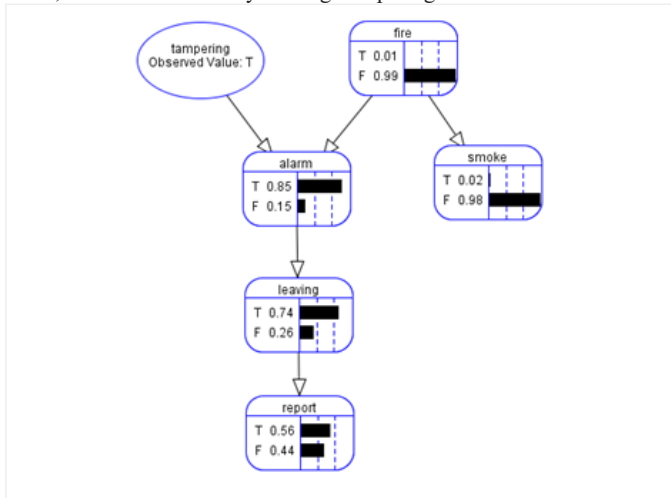 tampering
Observed Value: T
fire
T 0.01
F 0.99
alarm
T 0.85
F 0.15
smoke
T 0.02
F 0.98
leaving
T 0.74
F 0.26
report
T 0.56
F 0.44